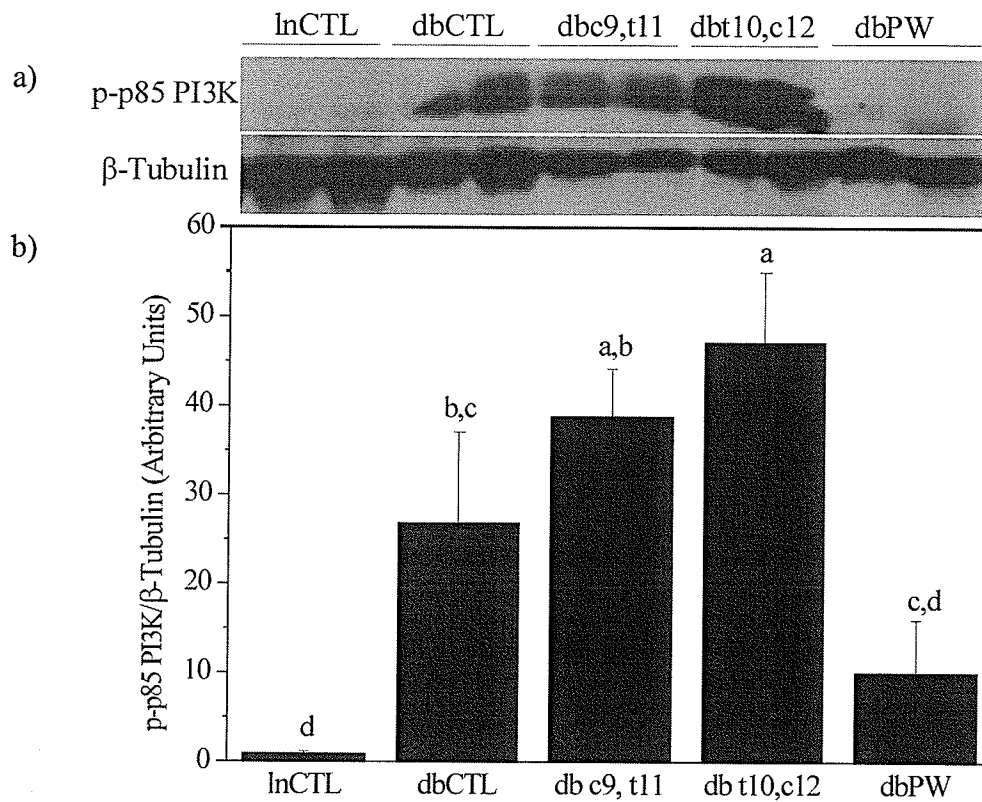 lnCTL dbCTL dbc9,t11 dbt10,c12 dbPW
a)
p-p85 PI3K
β-Tubulin
b)
p-p85 PI3K/β-Tubulin (Arbitrary Units)
60
50
40
30
20
10
0
d
b,c
a,b
a
c,d
lnCTL dbCTL db c9, t11 db t10,c12 dbPW